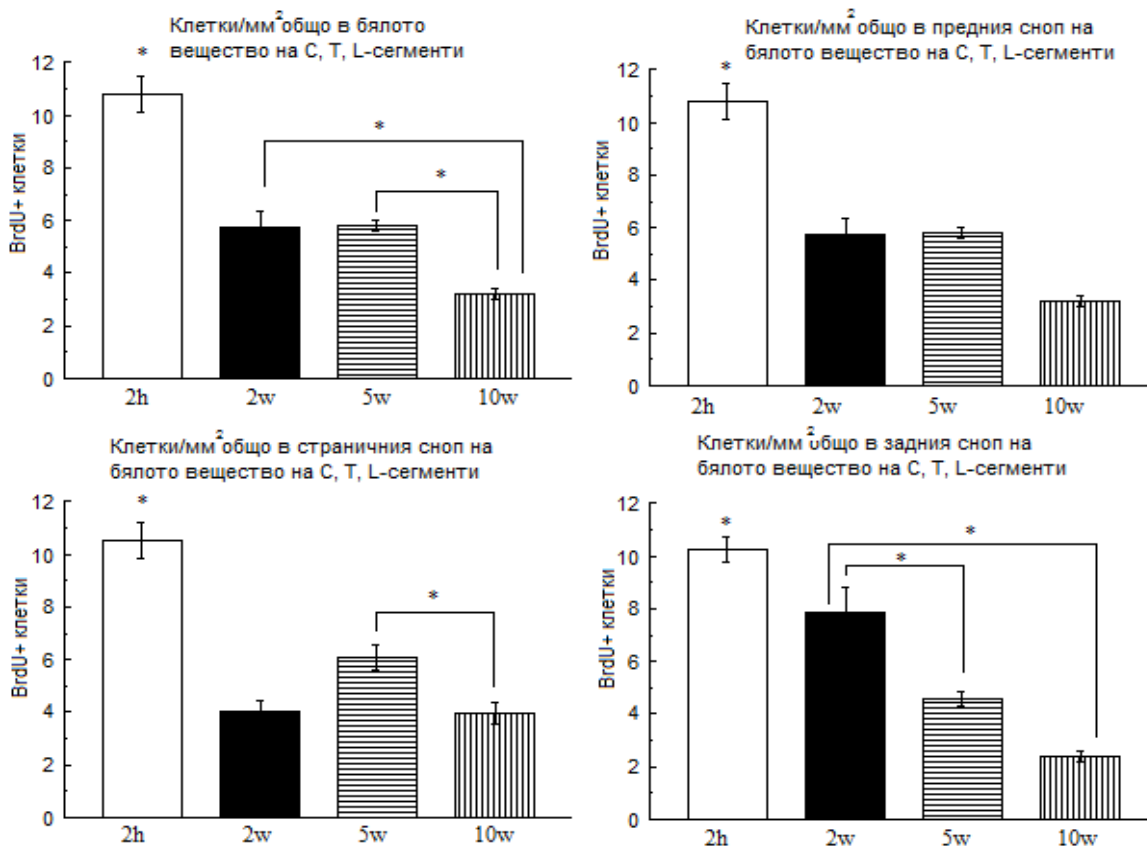 Клетки/мм²общо в бялото
вещество на C, T, L-сегменти
*
*
*
BrdU+ клетки
12
10
8
6
4
2
0
2h 2w 5w 10w
Клетки/мм² общо в предния сноп на
бялото вещество на C, T, L-сегменти
*
BrdU+ клетки
12
10
8
6
4
2
0
2h 2w 5w 10w
Клетки/мм²общо в страничния сноп на
бялото вещество на C, T, L-сегменти
*
*
BrdU+ клетки
12
10
8
6
4
2
0
2h 2w 5w 10w
Клетки/мм² общо в задния сноп на
бялото вещество на C, T, L-сегменти
*
*
*
BrdU+ клетки
12
10
8
6
4
2
0
2h 2w 5w 10w